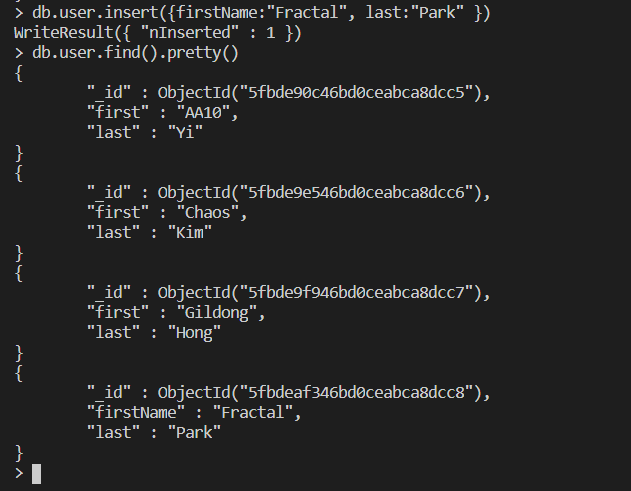 > db.user.insert({firstName:"Fractal", last:"Park" })
WriteResult({ "nInserted" : 1 })
> db.user.find().pretty()
{
        "_id" : ObjectId("5fbde90c46bd0ceabca8dcc5"),
        "first" : "AA10",
        "last" : "Yi"
}
{
        "_id" : ObjectId("5fbde9e546bd0ceabca8dcc6"),
        "first" : "Chaos",
        "last" : "Kim"
}
{
        "_id" : ObjectId("5fbde9f946bd0ceabca8dcc7"),
        "first" : "Gildong",
        "last" : "Hong"
}
{
        "_id" : ObjectId("5fbdeaf346bd0ceabca8dcc8"),
        "firstName" : "Fractal",
        "last" : "Park"
}
>